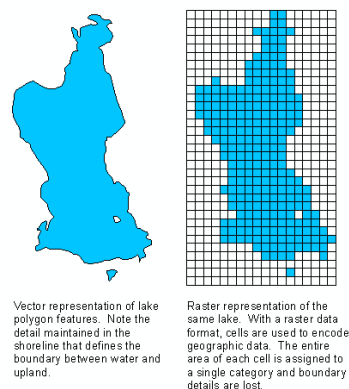 Vector representation of lake
polygon features. Note the
detail maintained in the
shoreline that defines the
boundary between water and
upland.
Raster representation of the
same lake. With a raster data
format, cells are used to encode
geographic data. The entire
area of each cell is assigned to
a single category and boundary
details are lost.